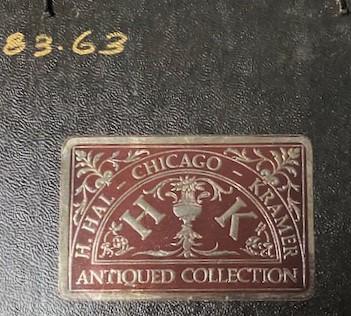 83.63
H. HAL - CHICAGO - KRAMER
H K
ANTIQUED COLLECTION